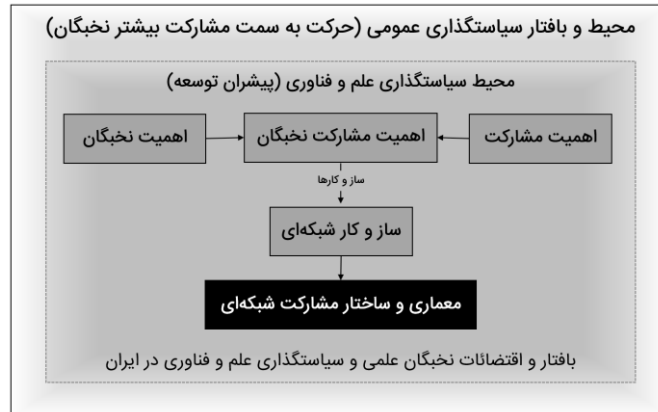 محیط و بافتار سیاستگذاری عمومی (حرکت به سمت مشارکت بیشتر نخبگان)
محیط سیاستگذاری علم و فناوری (پیشران توسعه)
اهمیت مشارکت
اهمیت مشارکت نخبگان
اهمیت نخبگان
ساز و کارها
ساز و کار شبکه‌ای
معماری و ساختار مشارکت شبکه‌ای
بافتار و اقتضائات نخبگان علمی و سیاستگذاری علم و فناوری در ایران